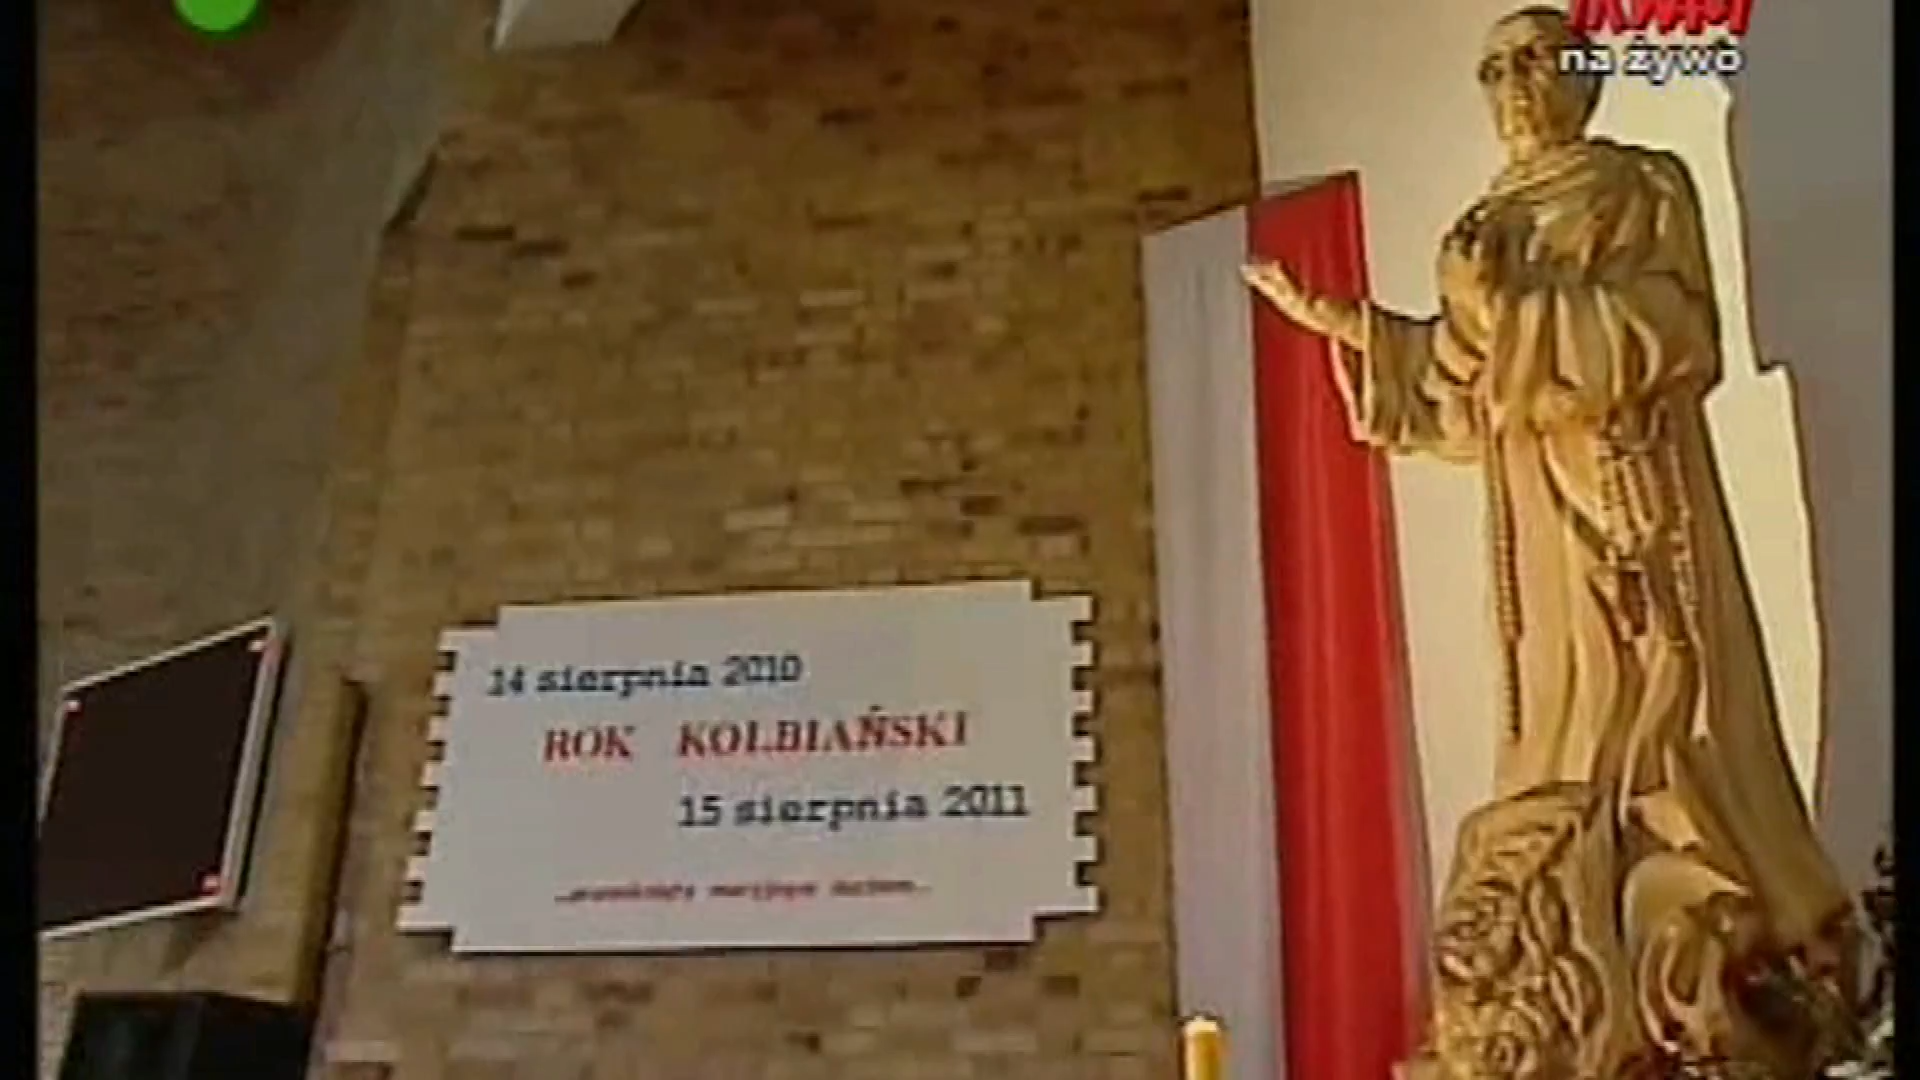 TRWAM
na żywo
14 sierpnia 2010
ROK KOLBIAŃSKI
15 sierpnia 2011